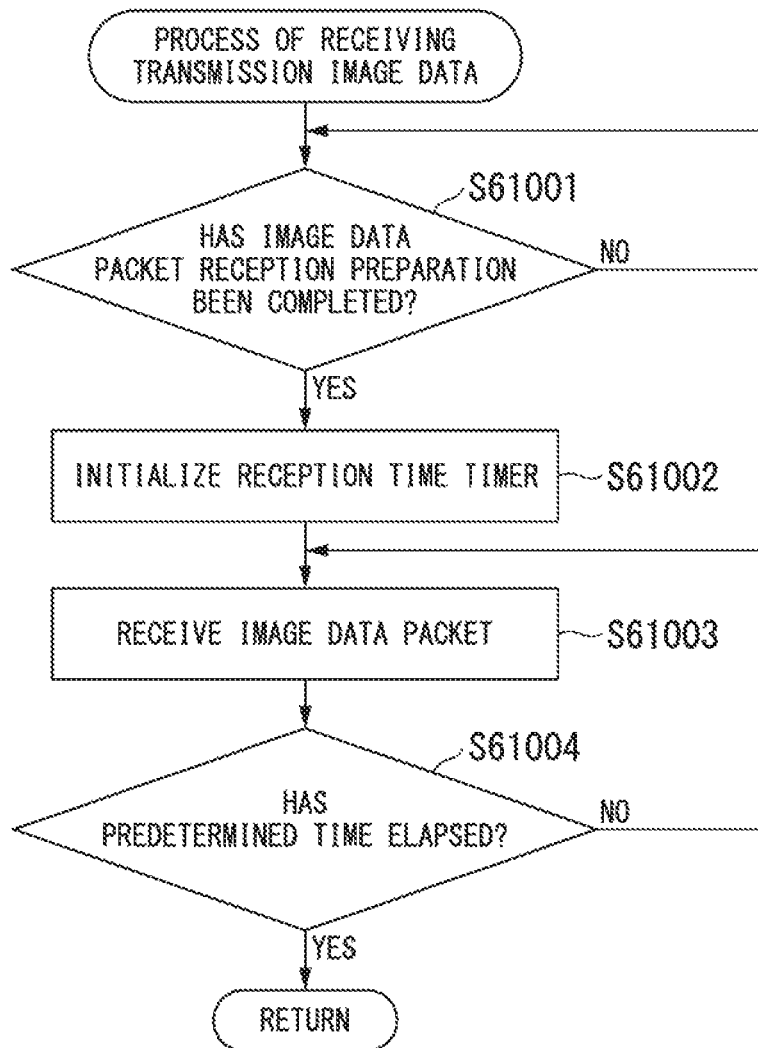 PROCESS OF RECEIVING
TRANSMISSION IMAGE DATA
S61001
HAS IMAGE DATA
PACKET RECEPTION PREPARATION
BEEN COMPLETED?
NO
YES
INITIALIZE RECEPTION TIME TIMER
S61002
RECEIVE IMAGE DATA PACKET
S61003
S61004
HAS
PREDETERMINED TIME ELAPSED?
NO
YES
RETURN